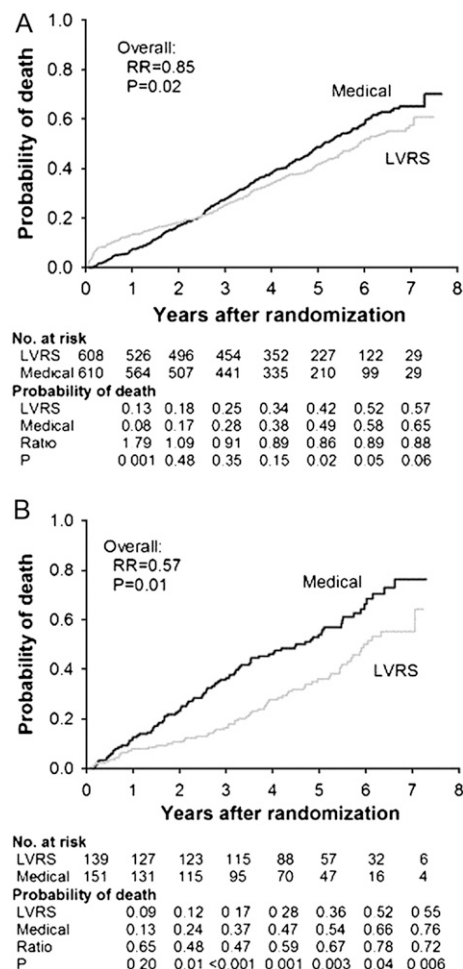 A
Overall:
RR=0.85
P=0.02
Medical
LVRS
Probability of death
1.0
0.8
0.6
0.4
0.2
0.0
0 1 2 3 4 5 6 7 8
Years after randomization
No. at risk
LVRS 608 526 496 454 352 227 122 29
Medical 610 564 507 441 335 210 99 29
Probability of death
LVRS 0.13 0.18 0.25 0.34 0.42 0.52 0.57
Medical 0.08 0.17 0.28 0.38 0.49 0.58 0.65
Ratio 1.79 1.09 0.91 0.89 0.86 0.89 0.88
P 0 001 0.48 0.35 0.15 0.02 0.05 0.06
B
Overall:
RR=0.57
P=0.01
Medical
LVRS
Probability of death
1.0
0.8
0.6
0.4
0.2
0.0
0 1 2 3 4 5 6 7 8
Years after randomization
No. at risk
LVRS 139 127 123 115 88 57 32 6
Medical 151 131 115 95 70 47 16 4
Probability of death
LVRS 0.09 0.12 0.17 0.28 0.36 0.52 0 55
Medical 0.13 0.24 0.37 0.47 0.54 0.66 0.76
Ratio 0.65 0.48 0.47 0.59 0.67 0.78 0.72
P 0 20 0.01 <0.001 0 001 0.003 0.04 0 006